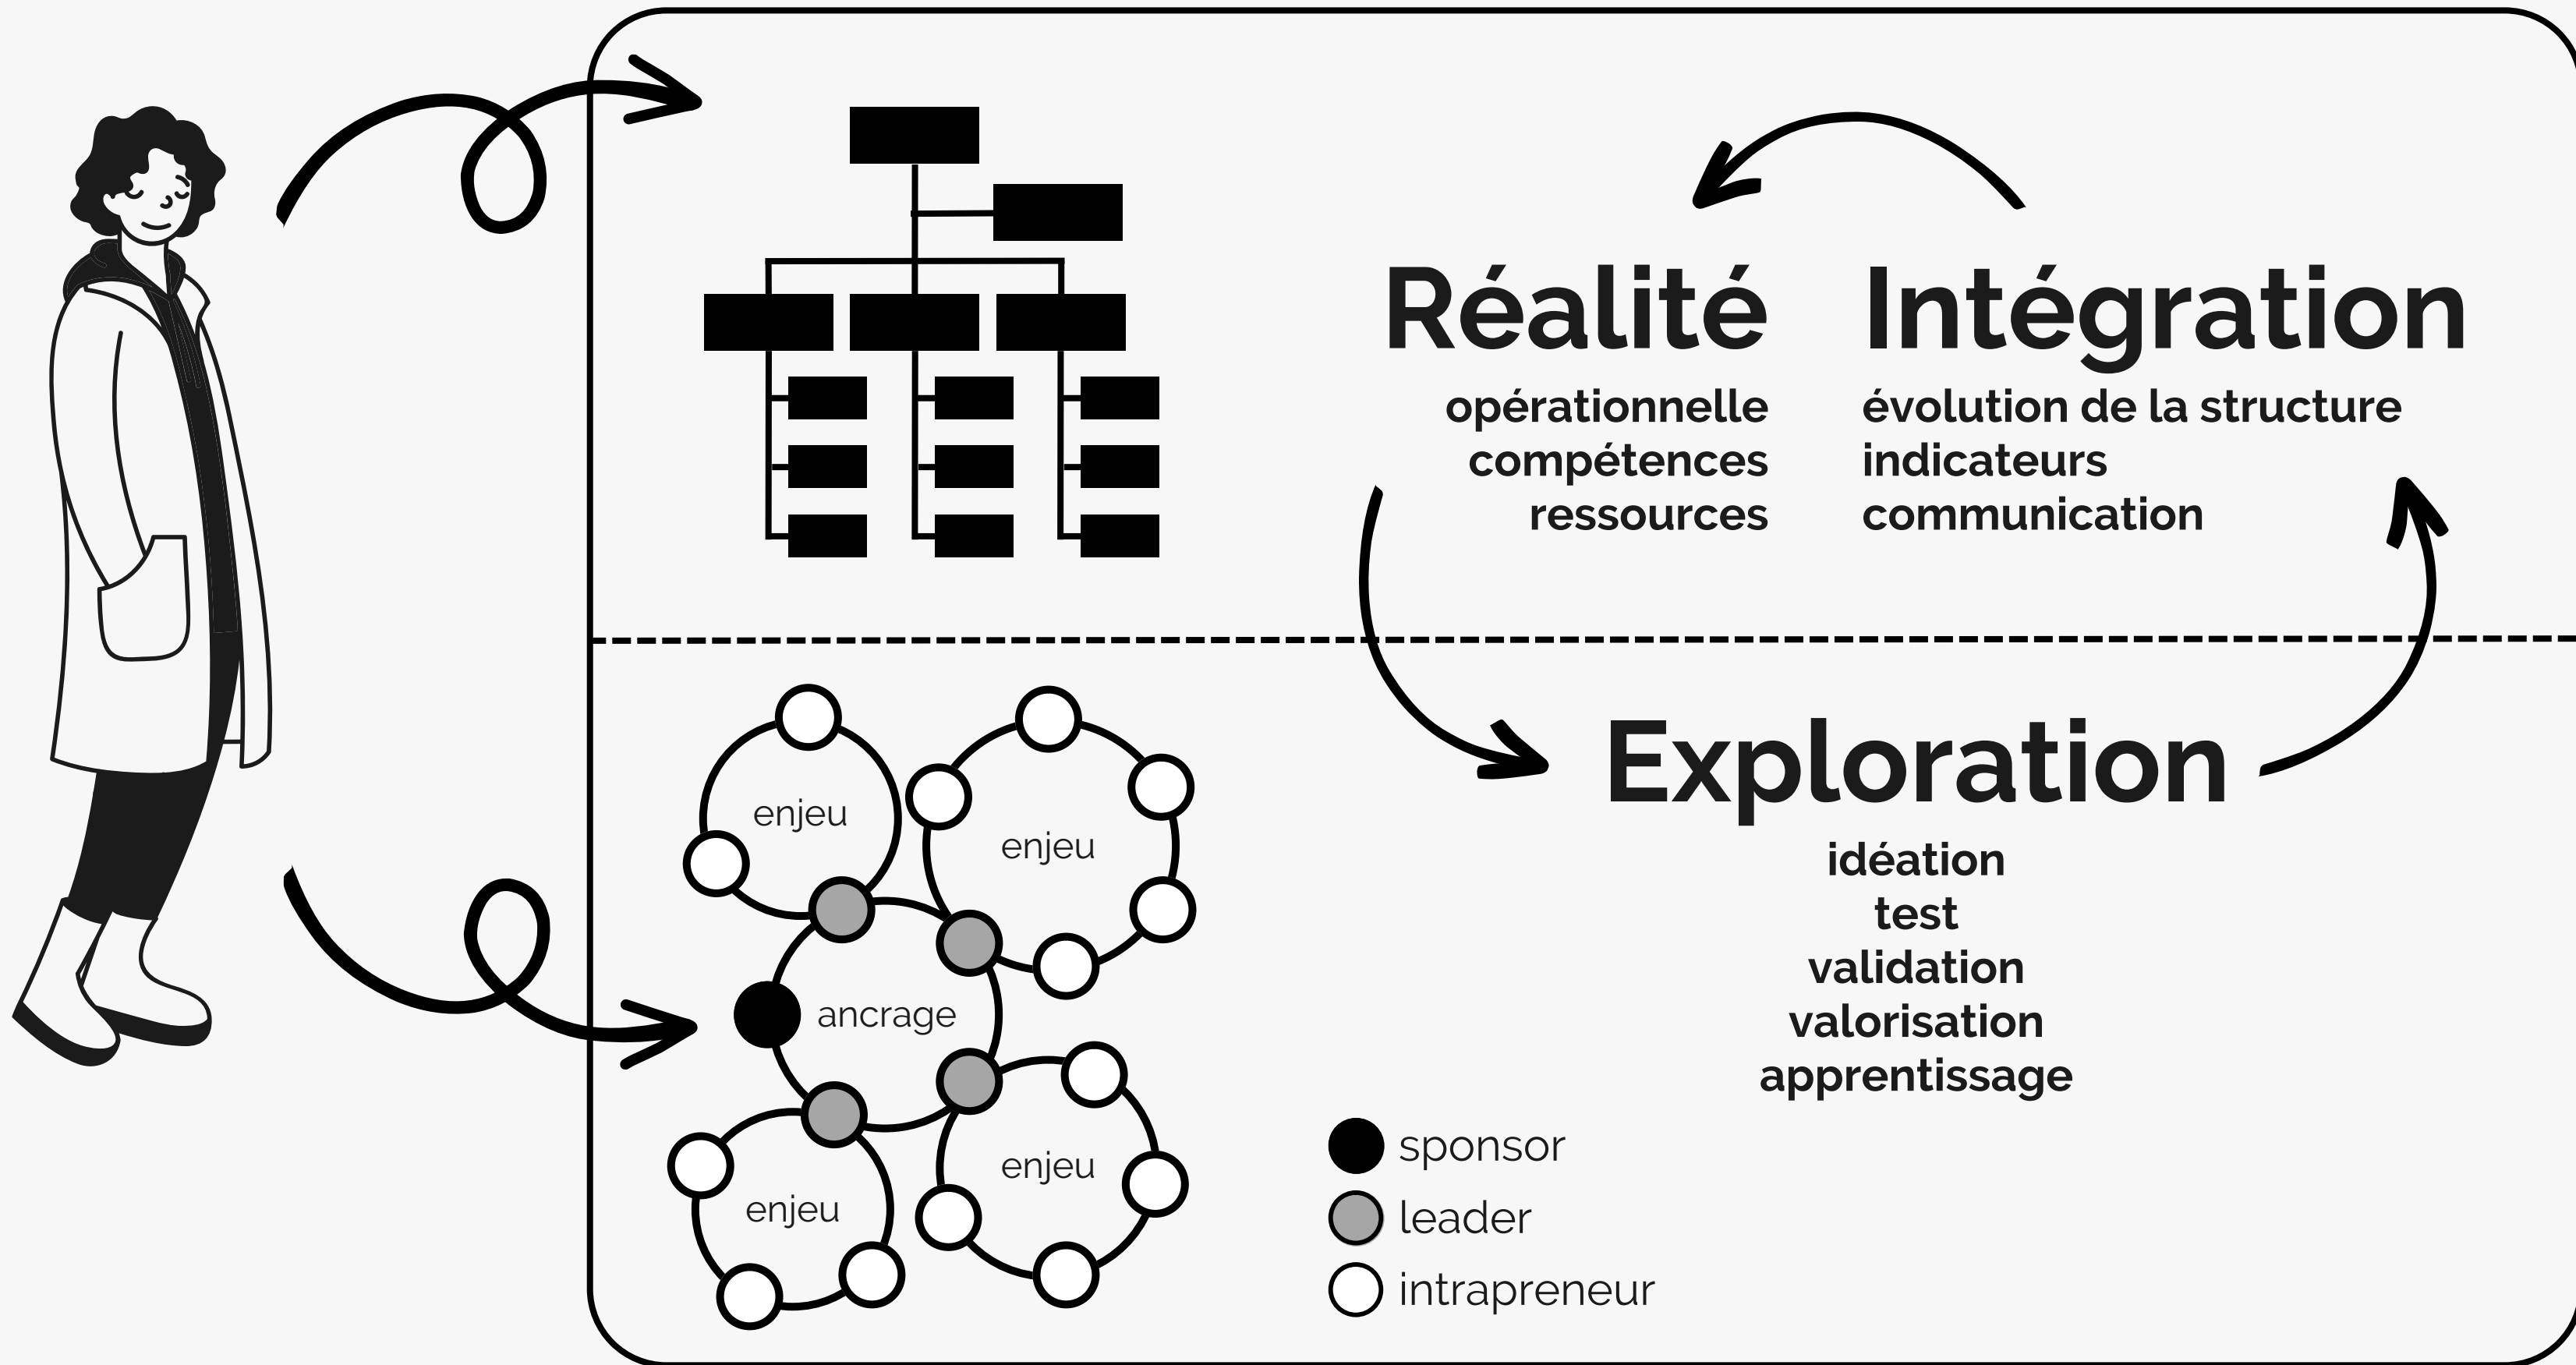 Réalité
opérationnelle
compétences
ressources
Intégration
évolution de la structure
indicateurs
communication
enjeu
enjeu
ancrage
enjeu
enjeu
Exploration
idéation
test
validation
valorisation
apprentissage
sponsor
leader
intrapreneur